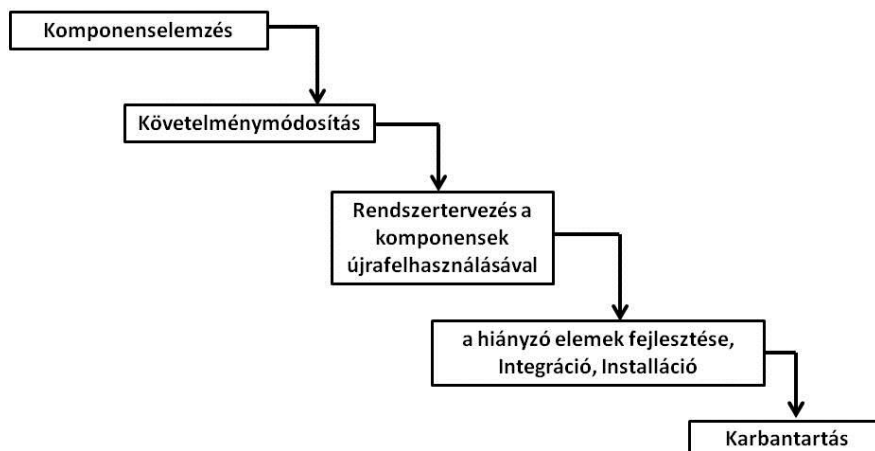 Komponenselemzés
Követelménymódosítás
Rendszertervezés a
komponensek
újrafelhasználásával
a hiányzó elemek fejlesztése,
Integráció, Installáció
Karbantartás